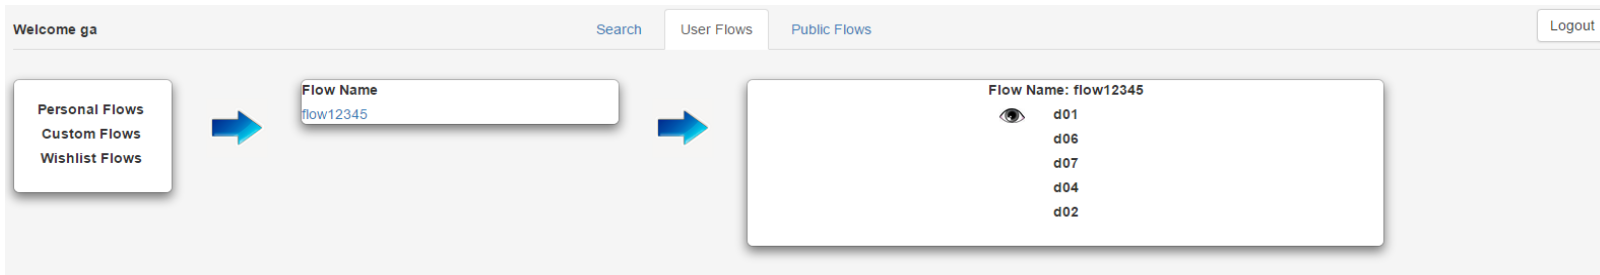 Welcome ga
Search
User Flows
Public Flows
Logout
Personal Flows
Custom Flows
Wishlist Flows
Flow Name
flow12345
Flow Name: flow12345
d01
d06
d07
d04
d02